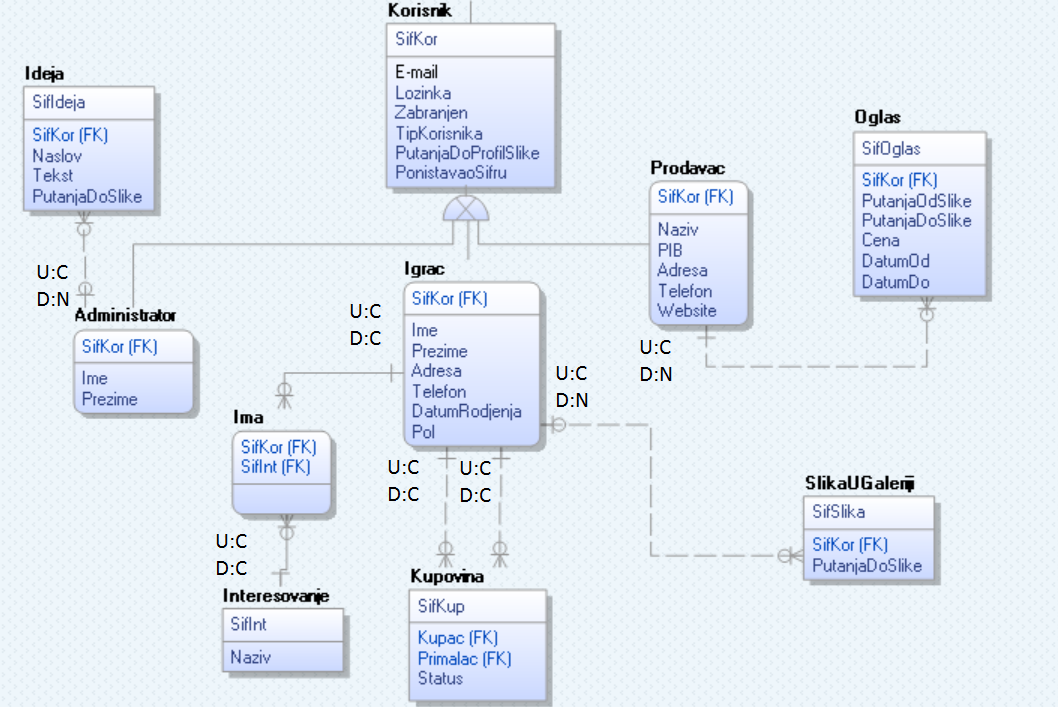 Korisnik
SifKor
E-mail
Lozinka
Zabranjen
TipKorisnika
PutanjaDoProfilSlike
PonistavaoSifru
Ideja
SifIdeja
SifKor (FK)
Naslov
Tekst
PutanjaDoSlike
U:C
D:N
Administrator
SifKor (FK)
Ime
Prezime
Prodavac
SifKor (FK)
Naziv
PIB
Adresa
Telefon
Website
U:C
D:N
Oglas
SifOglas
SifKor (FK)
PutanjaOdSlike
PutanjaDoSlike
Cena
DatumOd
DatumDo
Igrac
SifKor (FK)
Ime
Prezime
Adresa
Telefon
DatumRodjenja
Pol
U:C
D:C
U:C
D:N
U:C
D:C
U:C
D:C
Ima
SifKor (FK)
SifInt (FK)
U:C
D:C
Interesovanje
SifInt
Naziv
Kupovina
SifKup
Kupac (FK)
Primalac (FK)
Status
SlikaUGaleriji
SifSlika
SifKor (FK)
PutanjaDoSlike